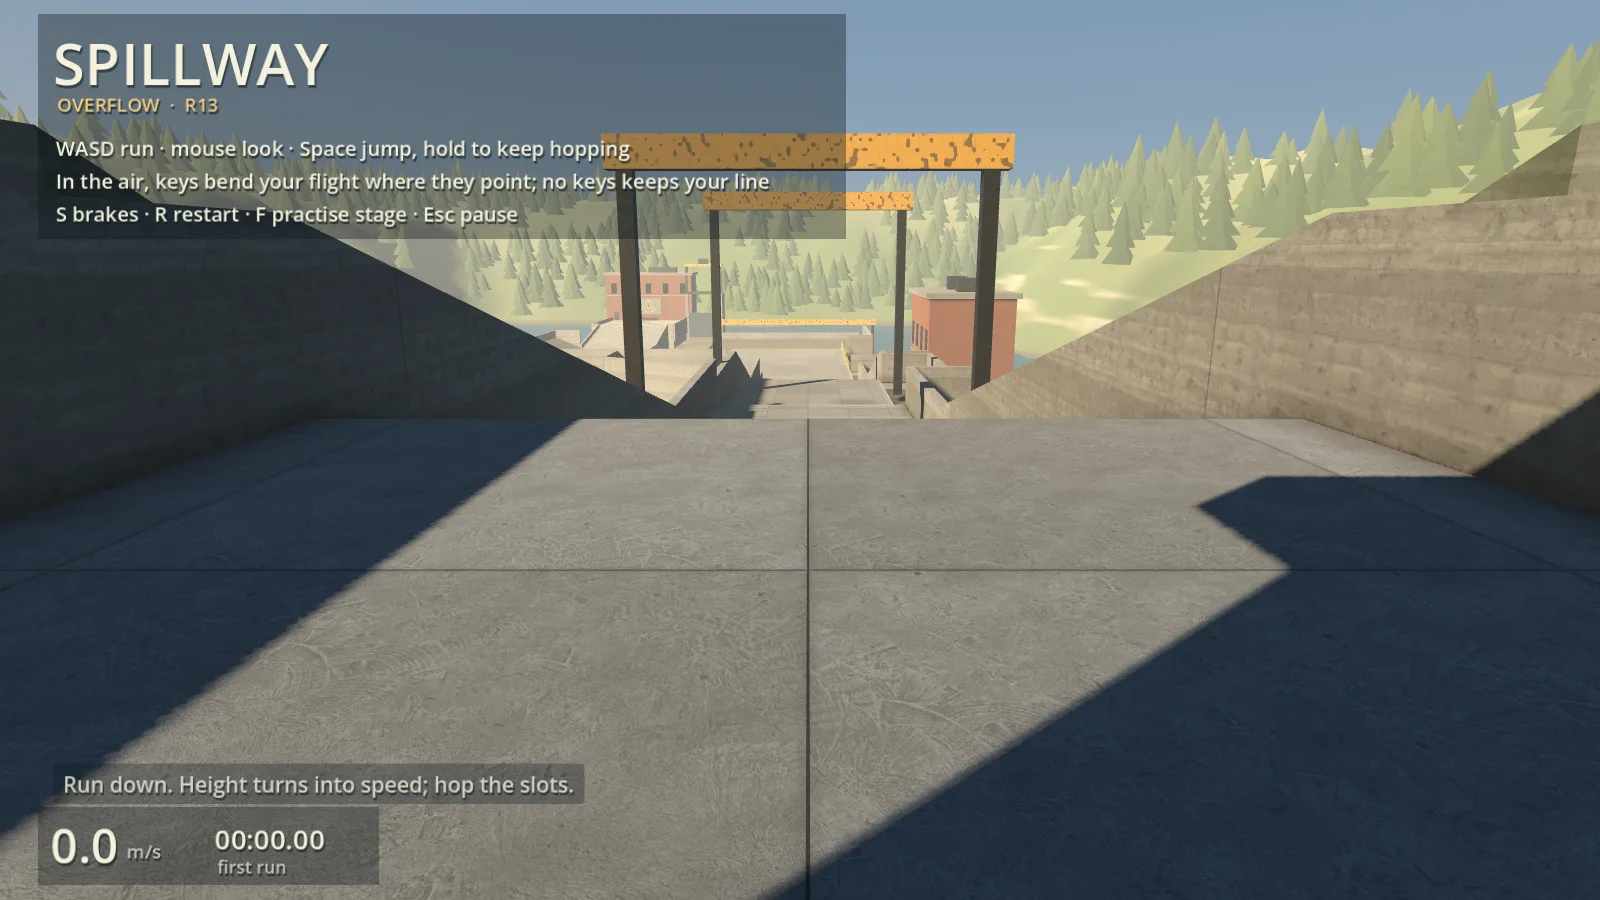 SPILLWAY
OVERFLOW · R13
WASD run · mouse look · Space jump, hold to keep hopping
In the air, keys bend your flight where they point; no keys keeps your line
S brakes · R restart · F practise stage · Esc pause
Run down. Height turns into speed; hop the slots.
0.0 m/s 00:00.00
first run